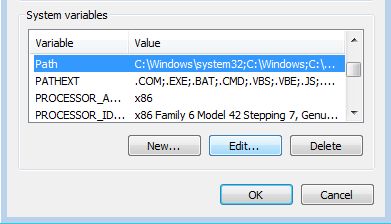 System variables
Variable Value
Path C:\Windows\system32;C:\Windows;C:\...
PATHEXT .COM;.EXE;.BAT;.CMD;.VBS;.VBE;.JS;....
PROCESSOR_A... x86
PROCESSOR_ID... x86 Family 6 Model 42 Stepping 7, Genu...
New... Edit... Delete
OK Cancel